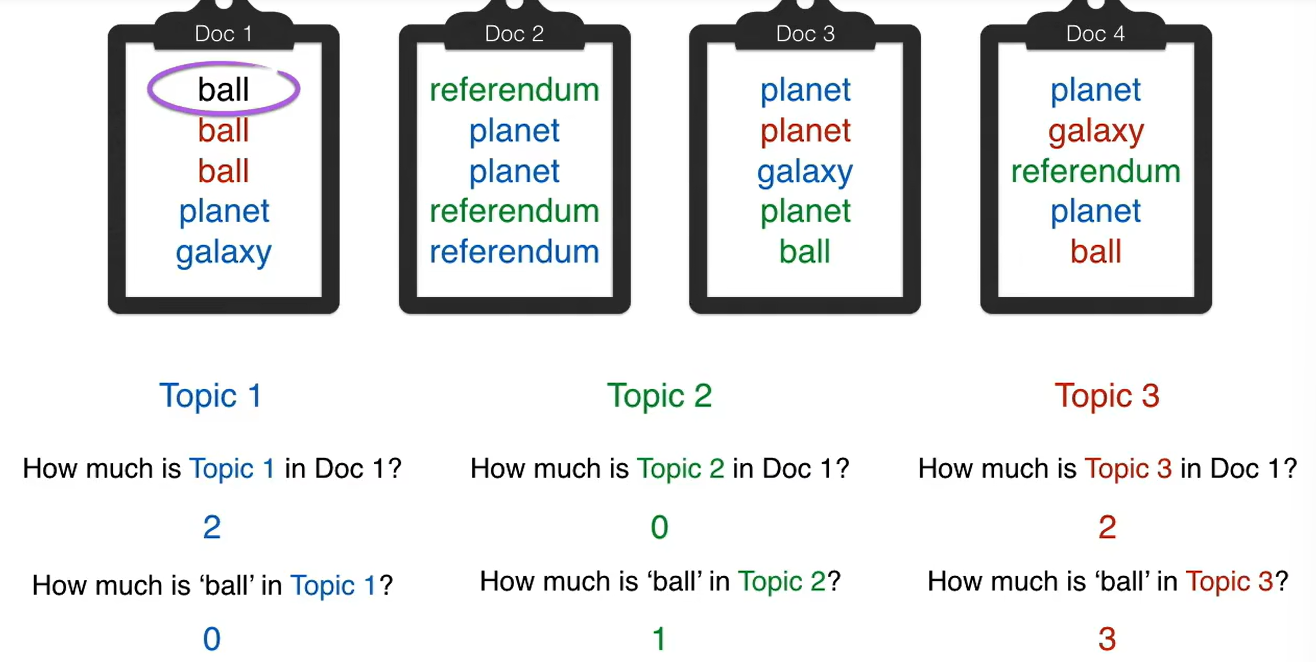 Doc 1
ball
ball
ball
planet
galaxy
Doc 2
referendum
planet
planet
referendum
referendum
Doc 3
planet
planet
galaxy
planet
ball
Doc 4
planet
galaxy
referendum
planet
ball
Topic 1
How much is Topic 1 in Doc 1?
2
How much is ‘ball’ in Topic 1?
0
Topic 2
How much is Topic 2 in Doc 1?
0
How much is ‘ball’ in Topic 2?
1
Topic 3
How much is Topic 3 in Doc 1?
2
How much is ‘ball’ in Topic 3?
3